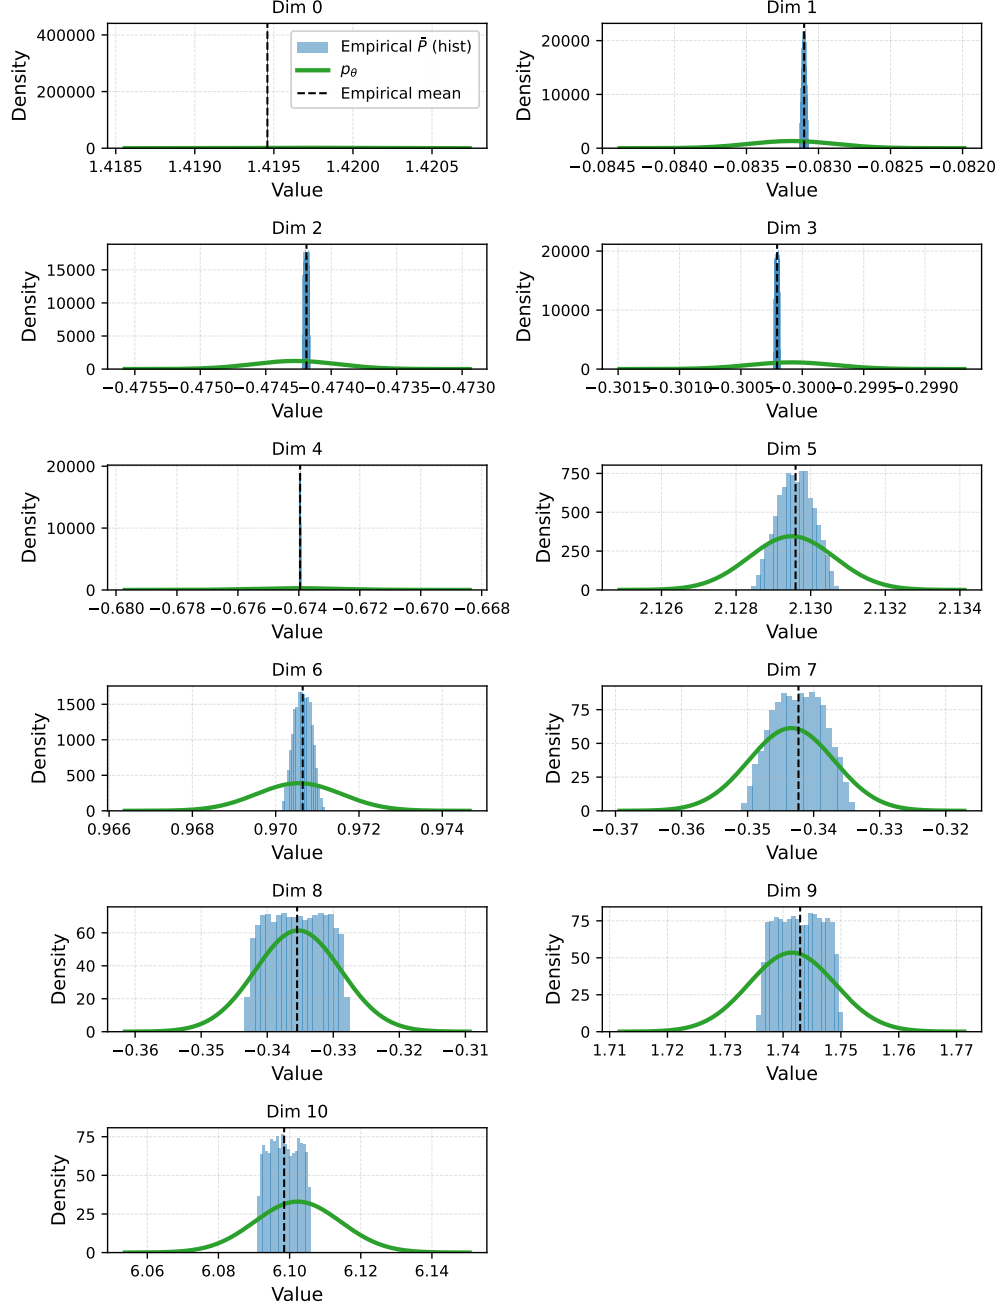 Dim 0
Density
400000
200000
0
Empirical P̄ (hist)
pθ
Empirical mean
1.4185
1.4190
1.4195
1.4200
1.4205
Value
Dim 1
Density
20000
10000
0
−0.0845
−0.0840
−0.0835
−0.0830
−0.0825
−0.0820
Value
Dim 2
Density
15000
10000
5000
0
−0.4755
−0.4750
−0.4745
−0.4740
−0.4735
−0.4730
Value
Dim 3
Density
20000
10000
0
−0.3015
−0.3010
−0.3005
−0.3000
−0.2995
−0.2990
Value
Dim 4
Density
20000
10000
0
−0.680
−0.678
−0.676
−0.674
−0.672
−0.670
−0.668
Value
Dim 5
Density
750
500
250
0
2.126
2.128
2.130
2.132
2.134
Value
Dim 6
Density
1500
1000
500
0
0.966
0.968
0.970
0.972
0.974
Value
Dim 7
Density
75
50
25
0
−0.37
−0.36
−0.35
−0.34
−0.33
−0.32
Value
Dim 8
Density
60
40
20
0
−0.36
−0.35
−0.34
−0.33
−0.32
−0.31
Value
Dim 9
Density
75
50
25
0
1.71
1.72
1.73
1.74
1.75
1.76
1.77
Value
Dim 10
Density
75
50
25
0
6.06
6.08
6.10
6.12
6.14
Value